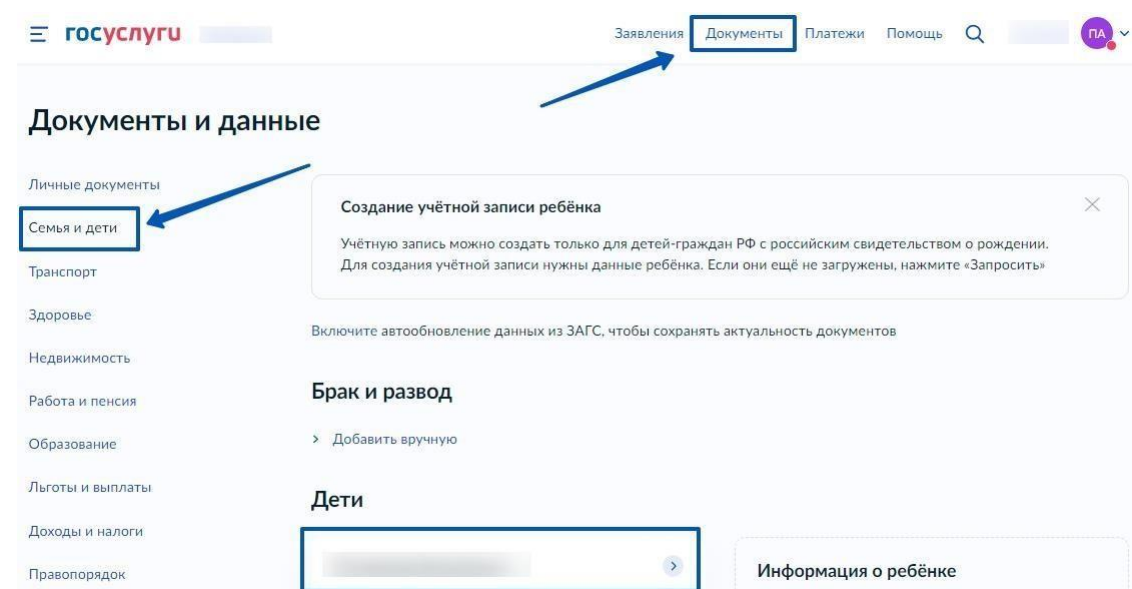 госуслуги
Заявления Документы Платежи Помощь ПА
Документы и данные
Личные документы
Семья и дети
Транспорт
Здоровье
Недвижимость
Работа и пенсия
Образование
Льготы и выплаты
Доходы и налоги
Правопорядок
Создание учётной записи ребёнка
Учётную запись можно создать только для детей-граждан РФ с российским свидетельством о рождении.
Для создания учётной записи нужны данные ребёнка. Если они ещё не загружены, нажмите «Запросить»
Включите автообновление данных из ЗАГС, чтобы сохранять актуальность документов
Брак и развод
Добавить вручную
Дети
Информация о ребёнке